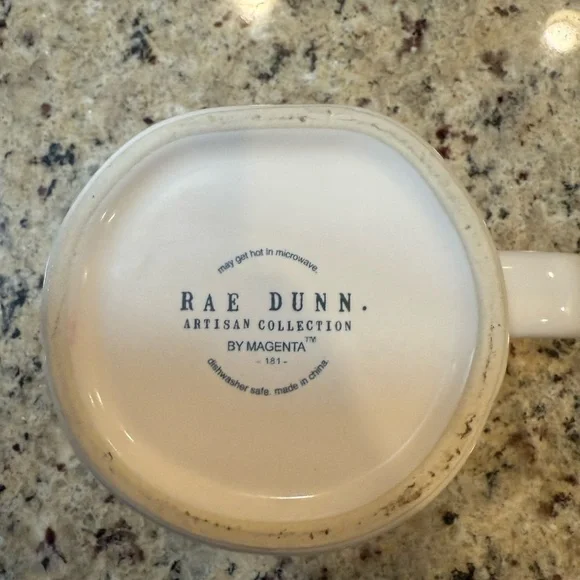 may get hot in microwave.
RAE DUNN.
ARTISAN COLLECTION
BY MAGENTA™
- 181 -
dishwasher safe. made in china.